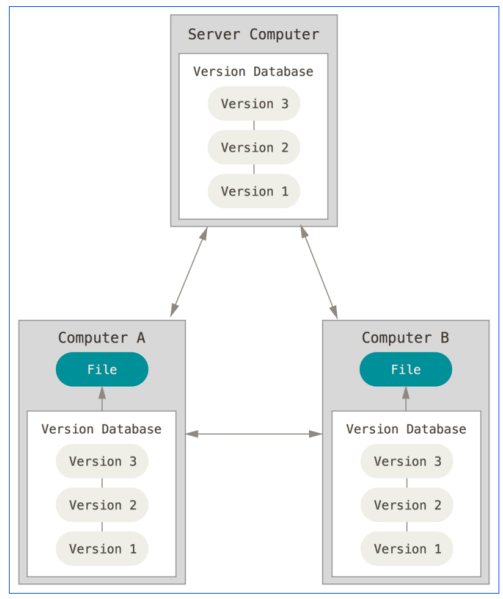 Server Computer
Version Database
Version 3
Version 2
Version 1
Computer A
File
Version Database
Version 3
Version 2
Version 1
Computer B
File
Version Database
Version 3
Version 2
Version 1